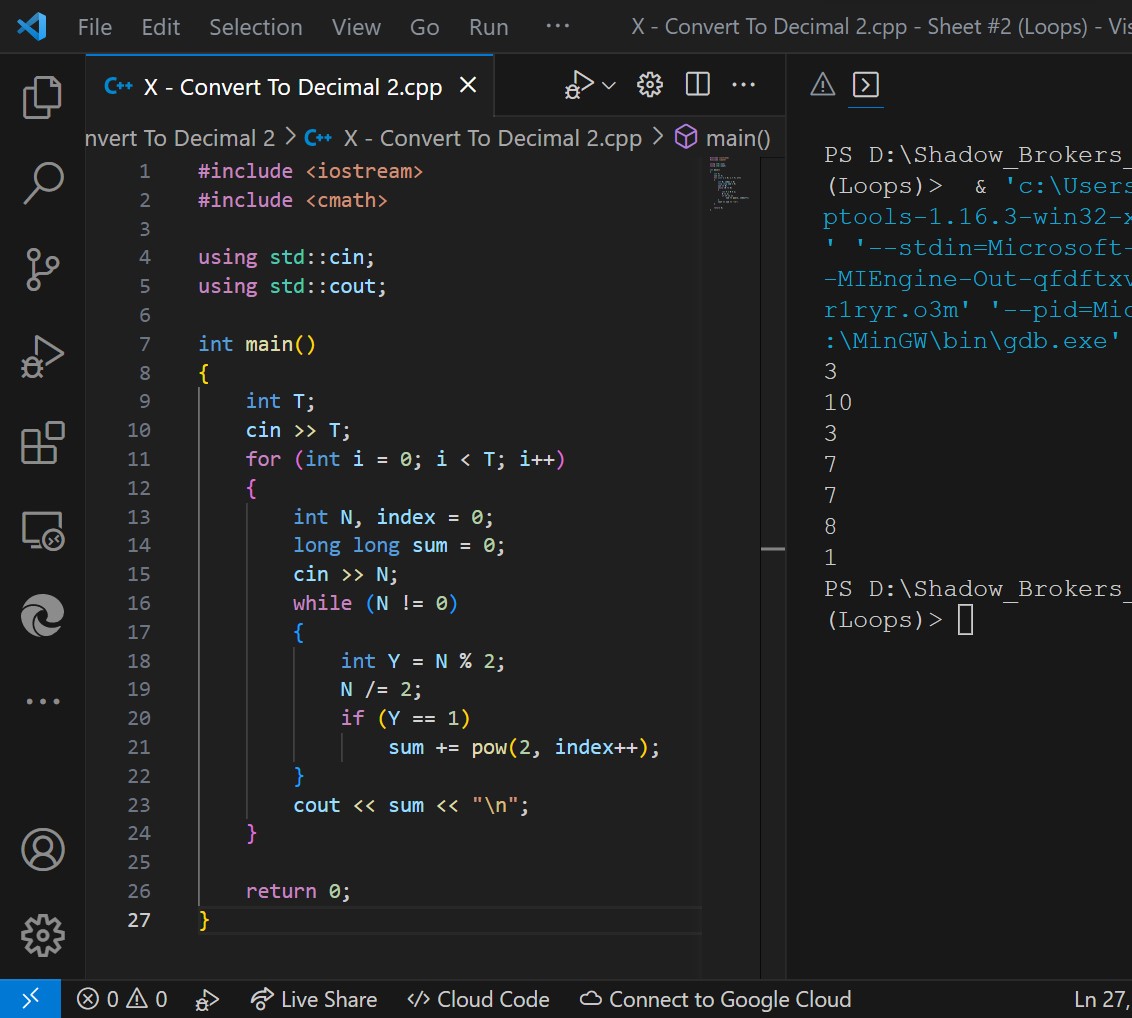 File Edit Selection View Go Run ··· X - Convert To Decimal 2.cpp - Sheet #2 (Loops) - Vis
C++ X - Convert To Decimal 2.cpp
nvert To Decimal 2 > C++ X - Convert To Decimal 2.cpp > main()
1 #include <iostream>
2 #include <cmath>
3
4 using std::cin;
5 using std::cout;
6
7 int main()
8 {
9 int T;
10 cin >> T;
11 for (int i = 0; i < T; i++)
12 {
13 int N, index = 0;
14 long long sum = 0;
15 cin >> N;
16 while (N != 0)
17 {
18 int Y = N % 2;
19 N /= 2;
20 if (Y == 1)
21 sum += pow(2, index++);
22 }
23 cout << sum << "\n";
24 }
25
26 return 0;
27 }
PS D:\Shadow_Brokers_
(Loops)> & 'c:\Users
ptools-1.16.3-win32-x
' '--stdin=Microsoft-
-MIEngine-Out-qfdftxv
r1ryr.o3m' '--pid=Mic
:\MinGW\bin\gdb.exe'
3
10
3
7
7
8
1
PS D:\Shadow_Brokers_
(Loops)>
0 0 Live Share Cloud Code Connect to Google Cloud Ln 27,